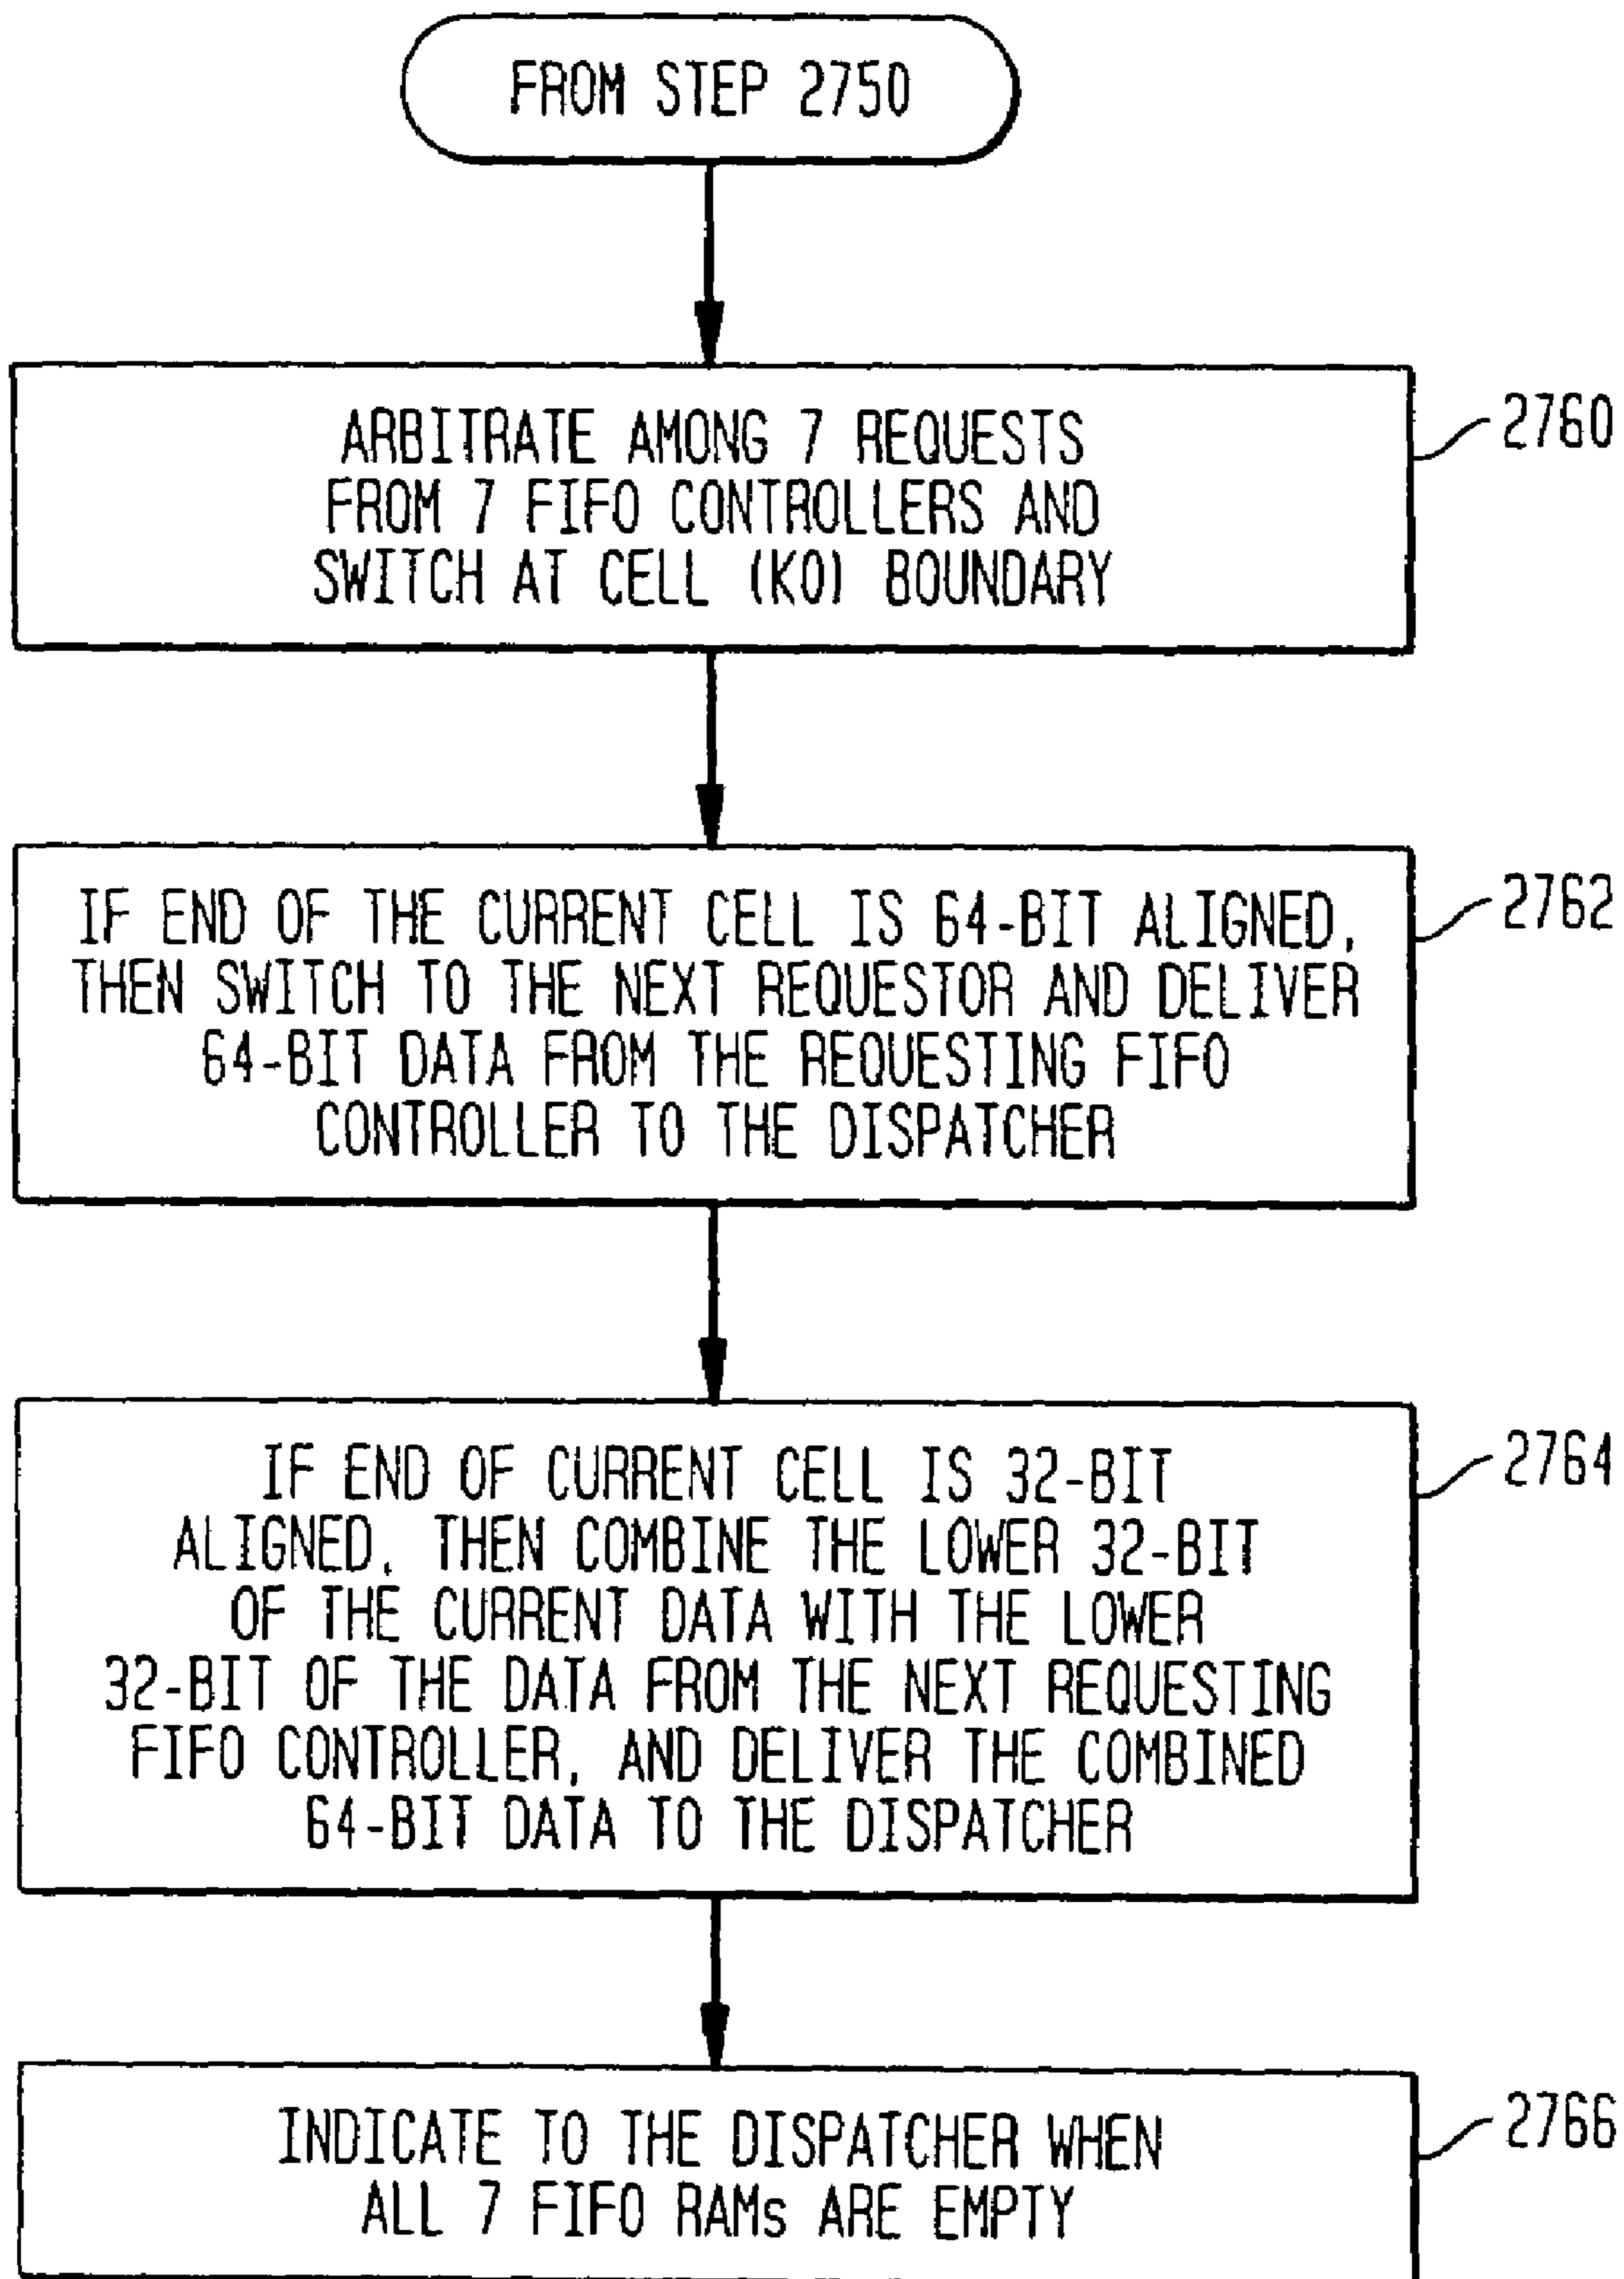 FROM STEP 2750
ARBITRATE AMONG 7 REQUESTS
FROM 7 FIFO CONTROLLERS AND
SWITCH AT CELL (K0) BOUNDARY
2760
IF END OF THE CURRENT CELL IS 64-BIT ALIGNED,
THEN SWITCH TO THE NEXT REQUESTOR AND DELIVER
64-BIT DATA FROM THE REQUESTING FIFO
CONTROLLER TO THE DISPATCHER
2762
IF END OF CURRENT CELL IS 32-BIT
ALIGNED, THEN COMBINE THE LOWER 32-BIT
OF THE CURRENT DATA WITH THE LOWER
32-BIT OF THE DATA FROM THE NEXT REQUESTING
FIFO CONTROLLER, AND DELIVER THE COMBINED
64-BIT DATA TO THE DISPATCHER
2764
INDICATE TO THE DISPATCHER WHEN
ALL 7 FIFO RAMs ARE EMPTY
2766